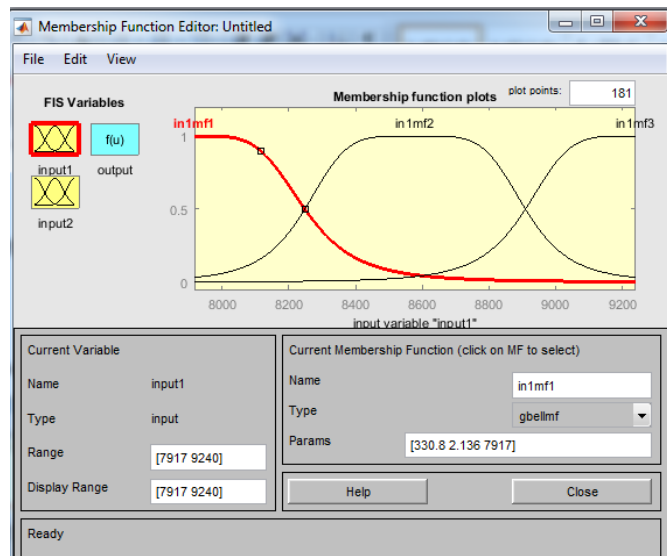 Membership Function Editor: Untitled
File Edit View
FIS Variables
f(u)
input1 output
input2
Membership function plots plot points: 181
in1mf1 in1mf2 in1mf3
1
0.5
0
8000 8200 8400 8600 8800 9000 9200
input variable "input1"
Current Variable
Name input1
Type input
Range [7917 9240]
Display Range [7917 9240]
Current Membership Function (click on MF to select)
Name in1mf1
Type gbellmf
Params [330.8 2.136 7917]
Help Close
Ready